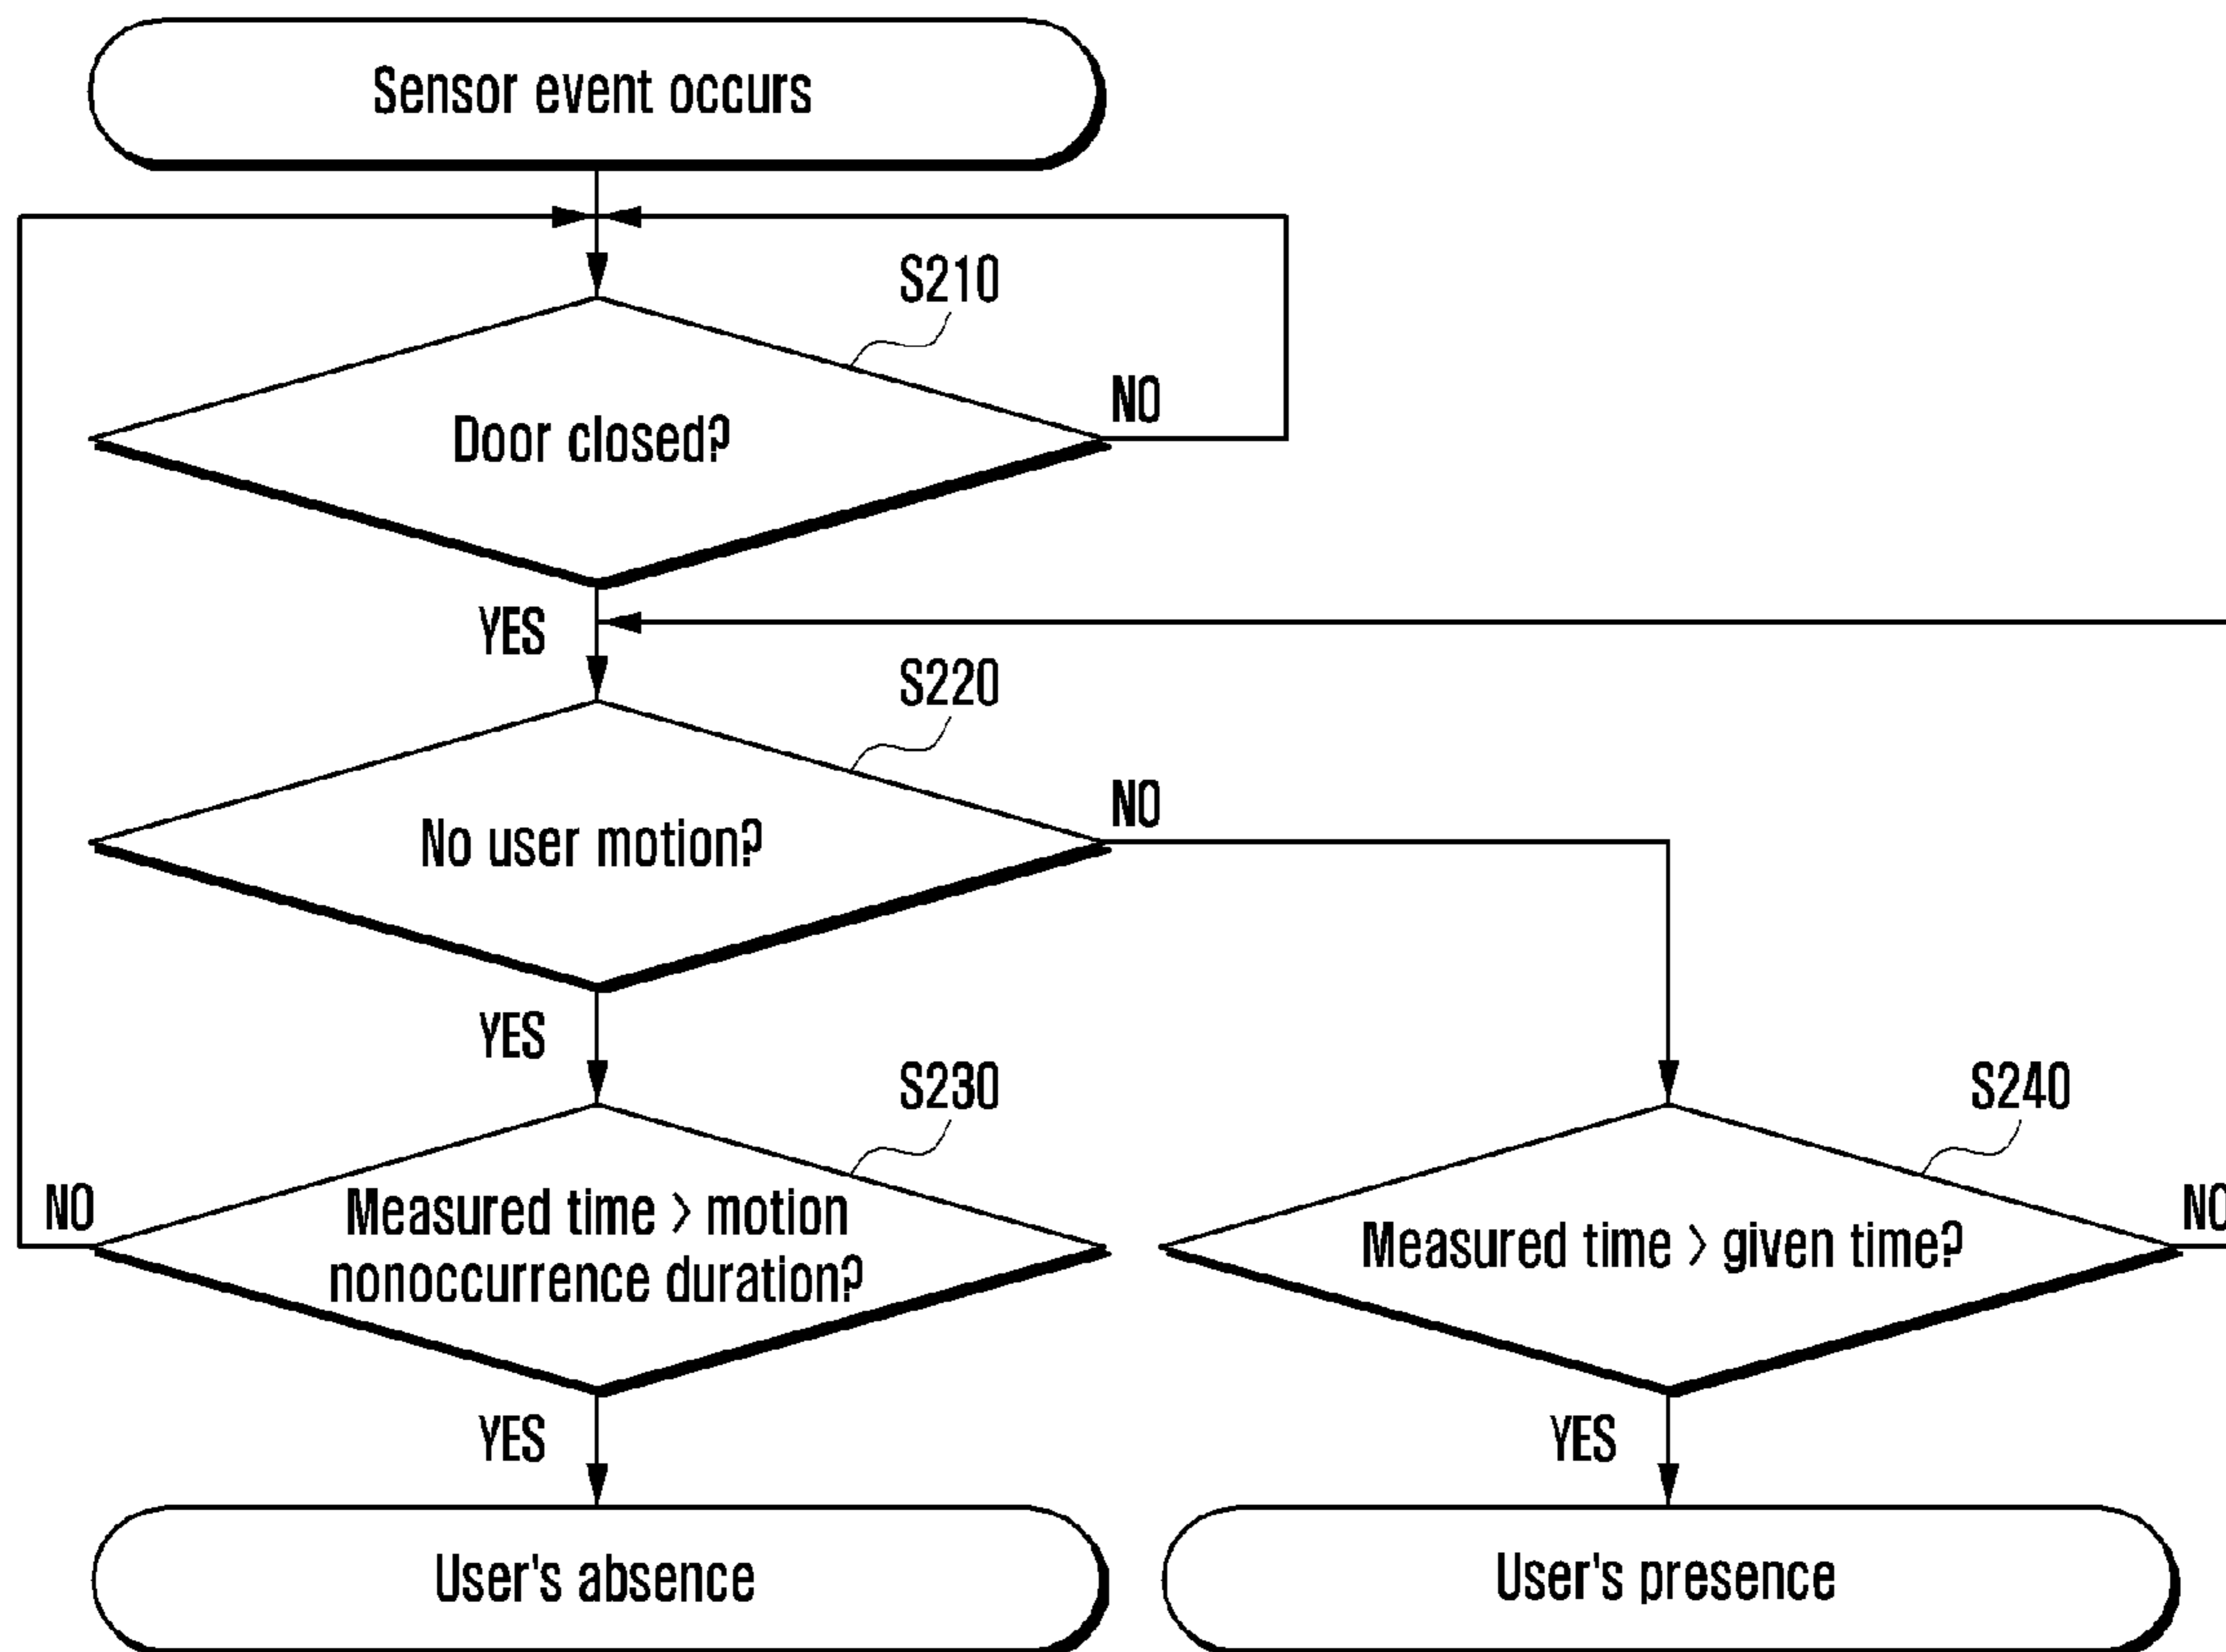 Sensor event occurs
S210
Door closed?
NO
YES
S220
No user motion?
NO
YES
S230
Measured time > motion
nonoccurrence duration?
NO
S240
Measured time > given time?
NO
YES
YES
User's absence
User's presence